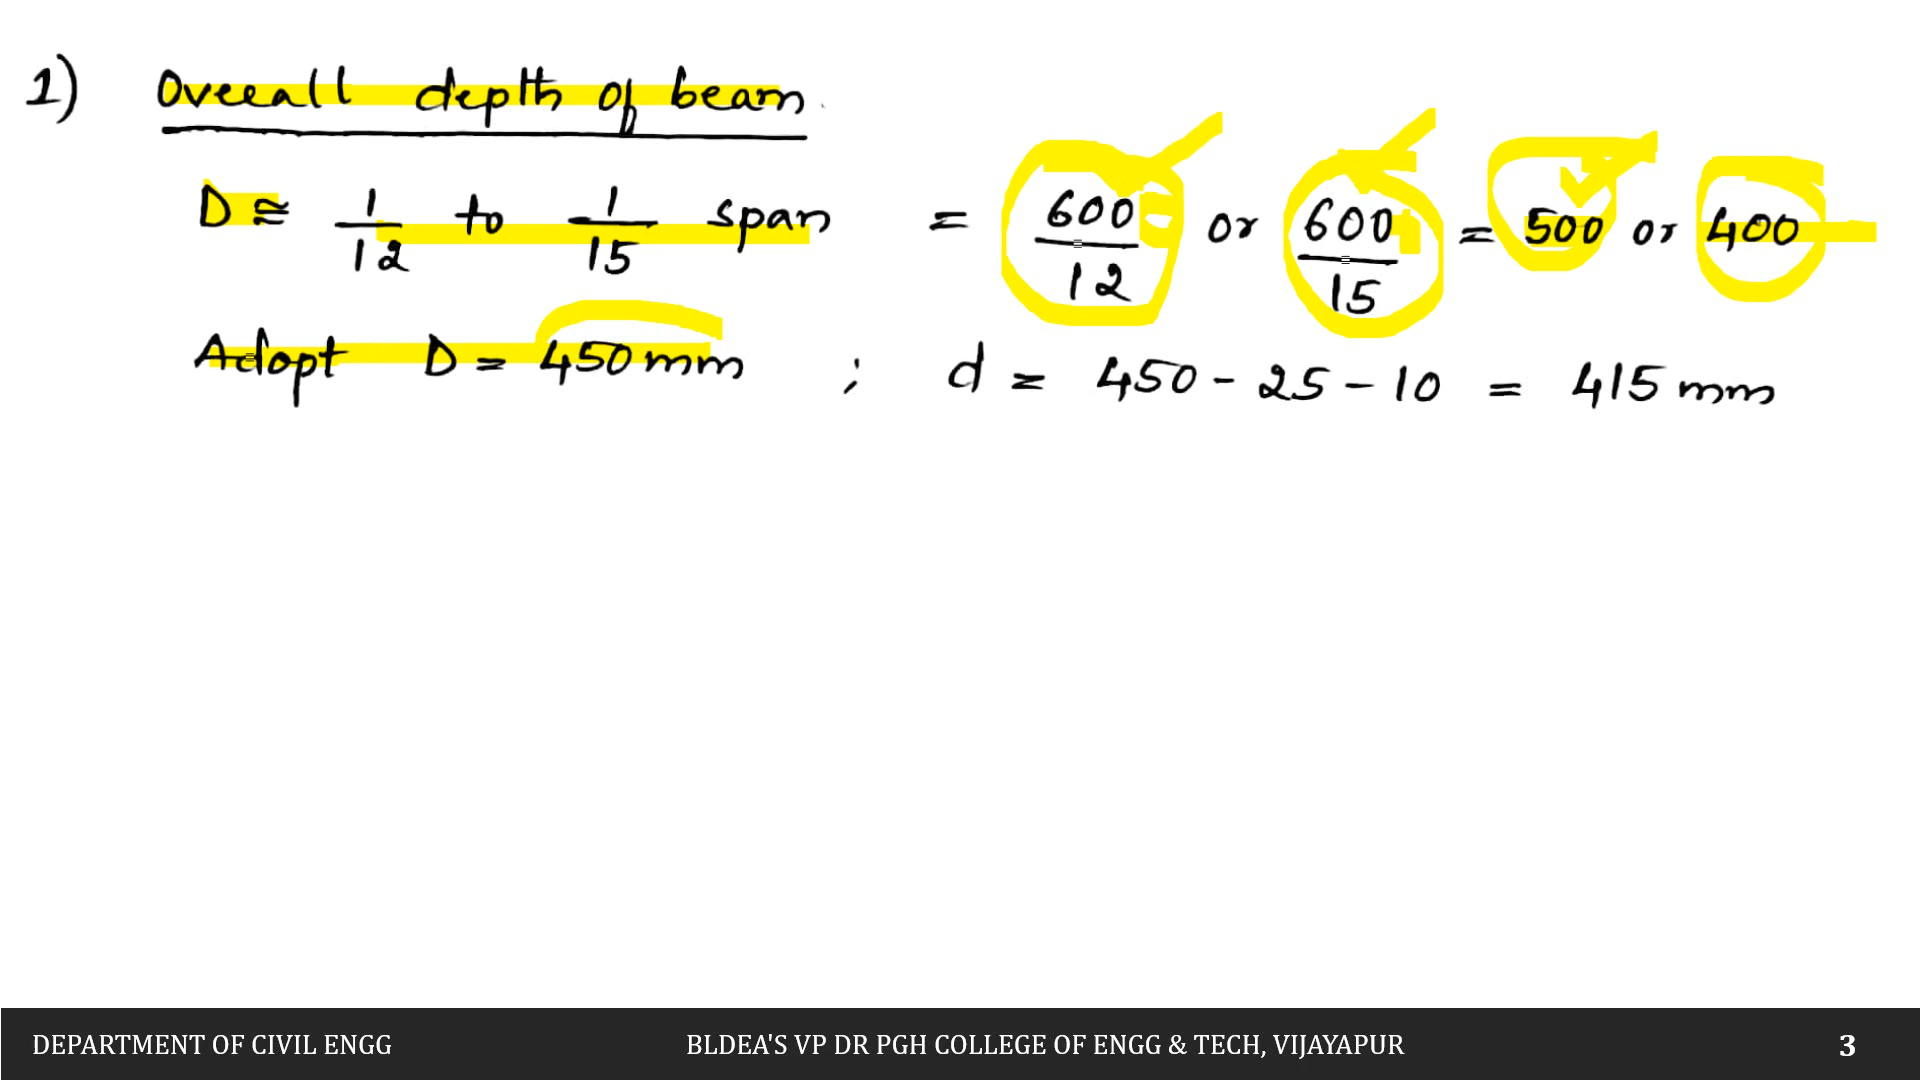 1) Overall depth of beam.
D ≅ 1/12 to 1/15 span = 600/12 or 600/15 = 500 or 400
Adopt D = 450 mm ; d = 450 - 25 - 10 = 415 mm
DEPARTMENT OF CIVIL ENGG BLDEA'S VP DR PGH COLLEGE OF ENGG & TECH, VIJAYAPUR 3